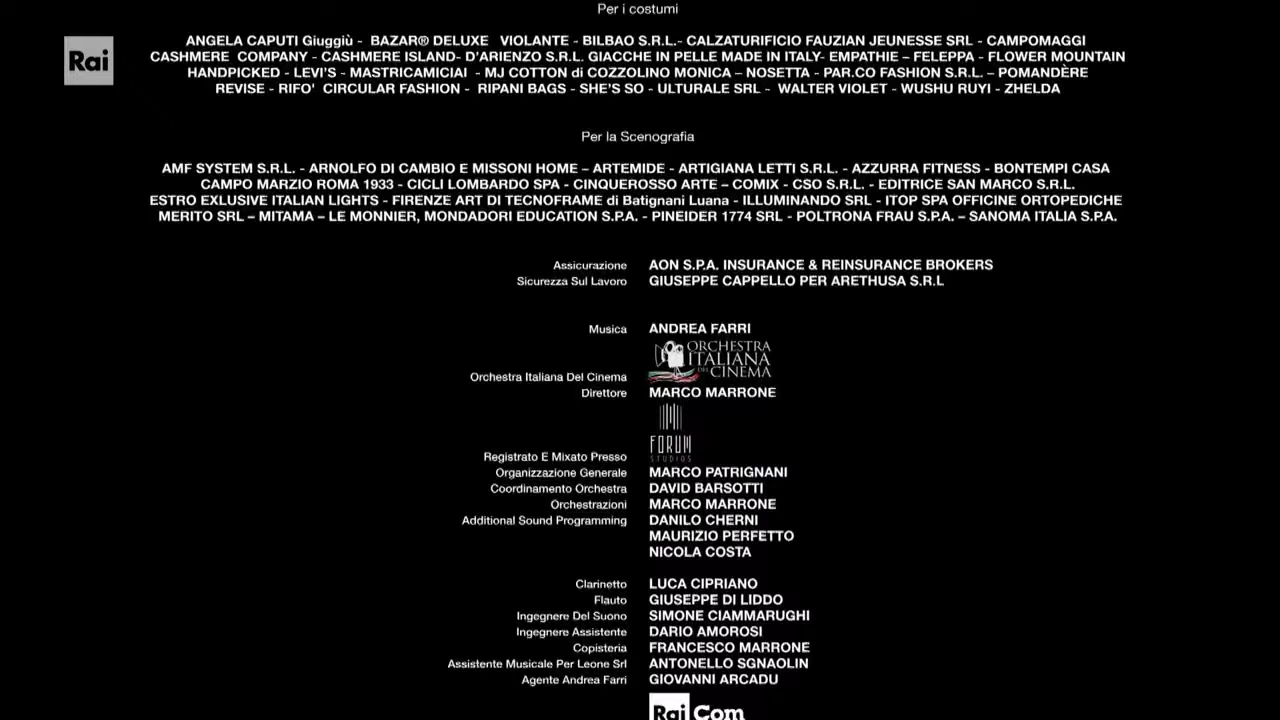 Per i costumi
Rai
ANGELA CAPUTI Giuggiù - BAZAR® DELUXE VIOLANTE - BILBAO S.R.L.- CALZATURIFICIO FAUZIAN JEUNESSE SRL - CAMPOMAGGI
CASHMERE COMPANY - CASHMERE ISLAND- D'ARIENZO S.R.L. GIACCHE IN PELLE MADE IN ITALY- EMPATHIE – FELEPPA - FLOWER MOUNTAIN
HANDPICKED - LEVI'S - MASTRICAMICIAI - MJ COTTON di COZZOLINO MONICA – NOSETTA - PAR.CO FASHION S.R.L. – POMANDÈRE
REVISE - RIFO' CIRCULAR FASHION - RIPANI BAGS - SHE'S SO - ULTURALE SRL - WALTER VIOLET - WUSHU RUYI - ZHELDA
Per la Scenografia
AMF SYSTEM S.R.L. - ARNOLFO DI CAMBIO E MISSONI HOME – ARTEMIDE - ARTIGIANA LETTI S.R.L. - AZZURRA FITNESS - BONTEMPI CASA
CAMPO MARZIO ROMA 1933 - CICLI LOMBARDO SPA - CINQUEROSSO ARTE – COMIX - CSO S.R.L. - EDITRICE SAN MARCO S.R.L.
ESTRO EXLUSIVE ITALIAN LIGHTS - FIRENZE ART DI TECNOFRAME di Batignani Luana - ILLUMINANDO SRL - ITOP SPA OFFICINE ORTOPEDICHE
MERITO SRL – MITAMA – LE MONNIER, MONDADORI EDUCATION S.P.A. - PINEIDER 1774 SRL - POLTRONA FRAU S.P.A. – SANOMA ITALIA S.P.A.
Assicurazione AON S.P.A. INSURANCE & REINSURANCE BROKERS
Sicurezza Sul Lavoro GIUSEPPE CAPPELLO PER ARETHUSA S.R.L
Musica ANDREA FARRI
ORCHESTRA
ITALIANA
DEL CINEMA
Orchestra Italiana Del Cinema
Direttore MARCO MARRONE
FORUM
STUDIOS
Registrato E Mixato Presso
Organizzazione Generale MARCO PATRIGNANI
Coordinamento Orchestra DAVID BARSOTTI
Orchestrazioni MARCO MARRONE
Additional Sound Programming DANILO CHERNI
MAURIZIO PERFETTO
NICOLA COSTA
Clarinetto LUCA CIPRIANO
Flauto GIUSEPPE DI LIDDO
Ingegnere Del Suono SIMONE CIAMMARUGHI
Ingegnere Assistente DARIO AMOROSI
Copisteria FRANCESCO MARRONE
Assistente Musicale Per Leone Srl ANTONELLO SGNAOLIN
Agente Andrea Farri GIOVANNI ARCADU
Rai Com